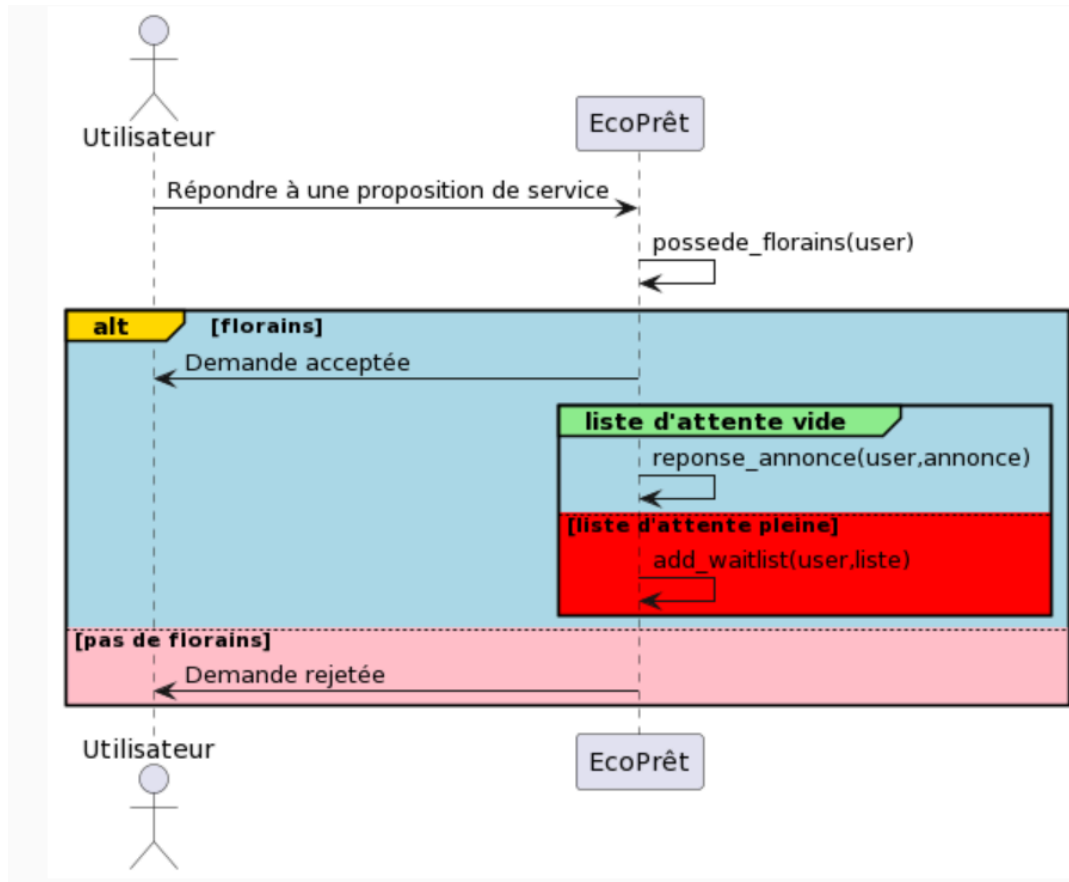 Utilisateur
EcoPrêt
Répondre à une proposition de service
possede_florains(user)
alt [florains]
Demande acceptée
liste d'attente vide
reponse_annonce(user,annonce)
[liste d'attente pleine]
add_waitlist(user,liste)
[pas de florains]
Demande rejetée
Utilisateur
EcoPrêt